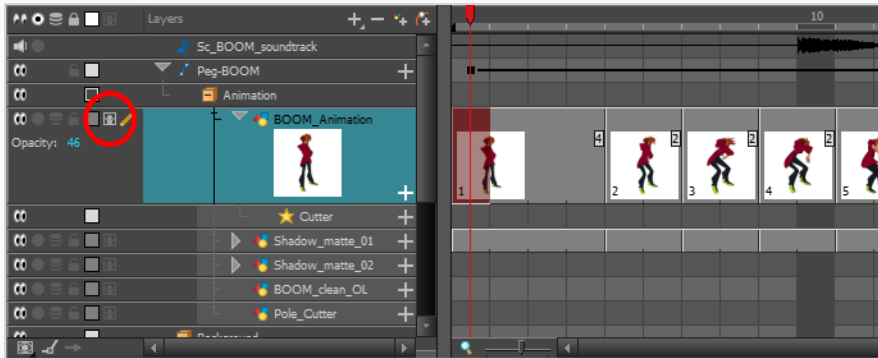 Layers 10
Sc_BOOM_soundtrack
Peg-BOOM
Animation
BOOM_Animation
Opacity: 46
4 2 2 2
1 2 3 4 5
Cutter
Shadow_matte_01
Shadow_matte_02
BOOM_clean_OL
Pole_Cutter